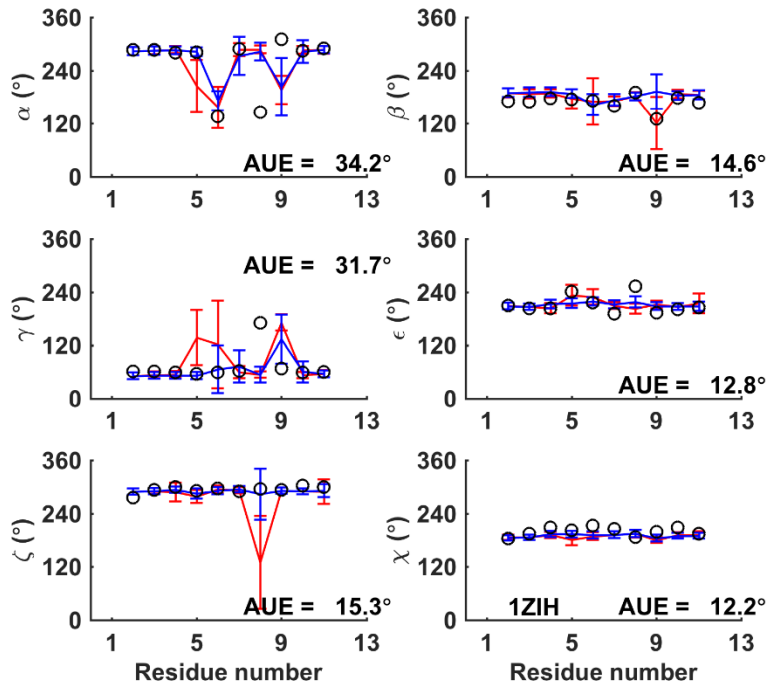 360
240
120
0
α (°)
AUE = 34.2°
1 5 9 13
360
240
120
0
β (°)
AUE = 14.6°
1 5 9 13
360
240
120
0
γ (°)
AUE = 31.7°
1 5 9 13
360
240
120
0
ϵ (°)
AUE = 12.8°
1 5 9 13
360
240
120
0
ζ (°)
AUE = 15.3°
1 5 9 13
Residue number
360
240
120
0
χ (°)
1ZIH AUE = 12.2°
1 5 9 13
Residue number